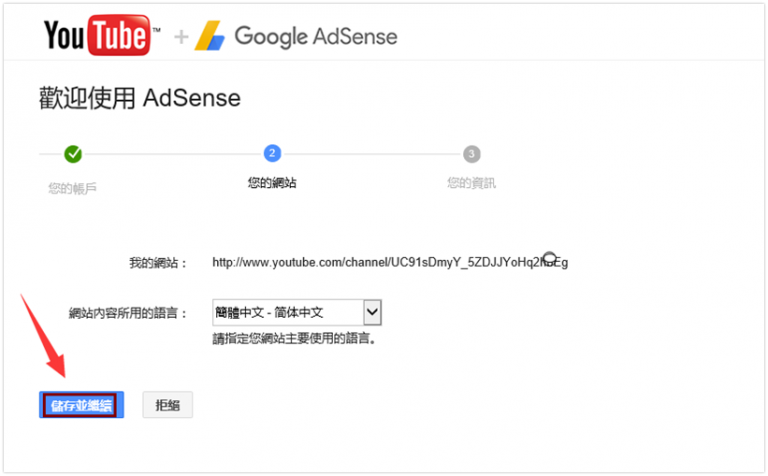 YouTube™ + Google AdSense
歡迎使用 AdSense
2 3
您的帳戶 您的網站 您的資訊
我的網站： http://www.youtube.com/channel/UC91sDmyY_5ZDJJYoHq2
網站內容所用的語言： 簡體中文 - 简体中文
請指定您網站主要使用的語言。
儲存並繼續 拒絕